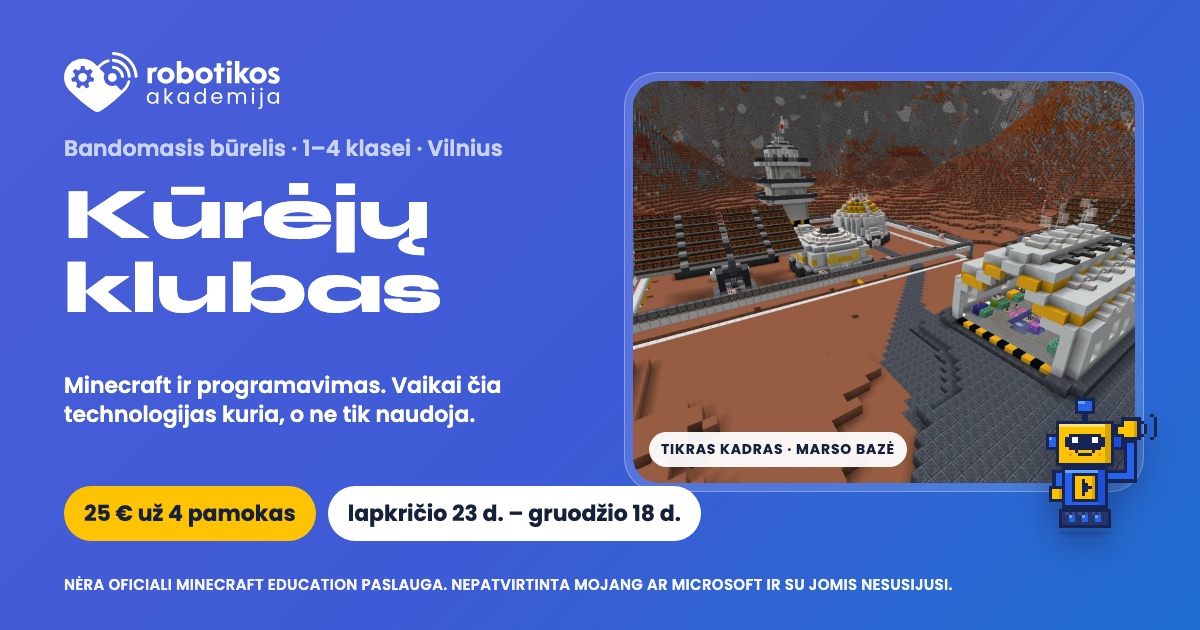 robotikos
akademija
Bandomasis būrelis · 1–4 klasei · Vilnius
Kūrėjų
klubas
Minecraft ir programavimas. Vaikai čia
technologijas kuria, o ne tik naudoja.
TIKRAS KADRAS · MARSO BAZĖ
25 € už 4 pamokas
lapkričio 23 d. – gruodžio 18 d.
NĖRA OFICIALI MINECRAFT EDUCATION PASLAUGA. NEPATVIRTINTA MOJANG AR MICROSOFT IR SU JOMIS NESUSIJUSI.